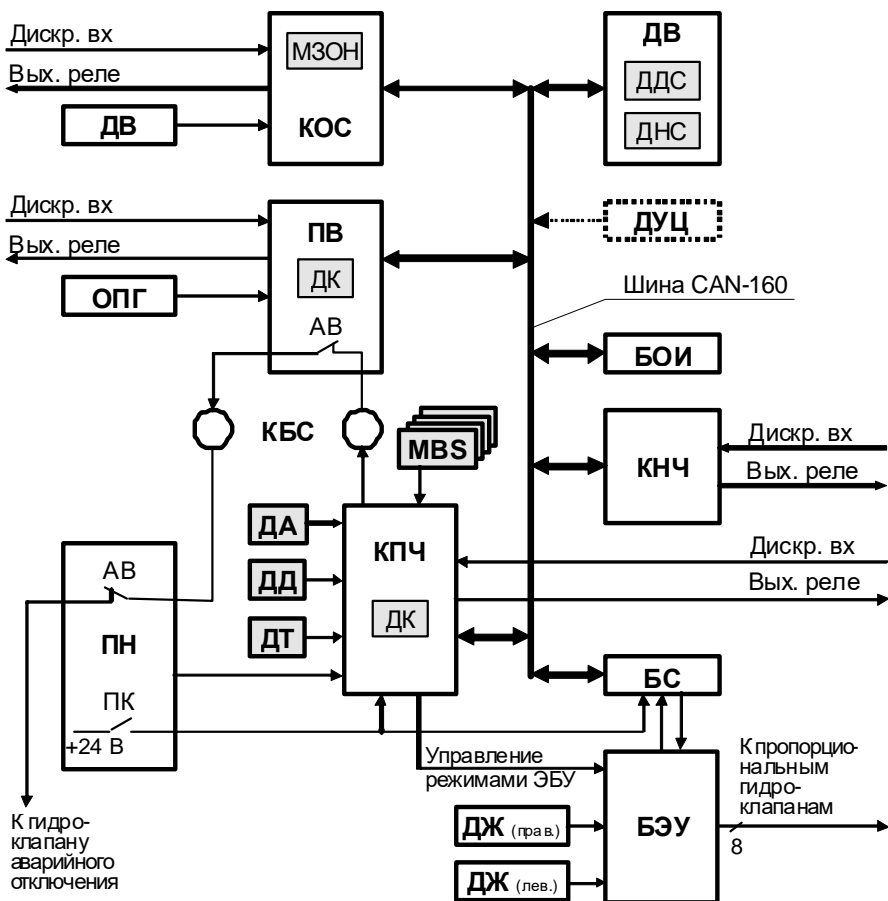 Дискр. вх
МЗОН
Вых. реле
ДВ
КОС
ДВ
ДДС
ДНС
Дискр. вх
Вых. реле
ПВ
ДК
ОПГ
АВ
ДУЦ
Шина CAN-160
БОИ
КБС
MBS
КНЧ
Дискр. вх
Вых. реле
ДА
ДД
ДТ
КПЧ
ДК
Дискр. вх
Вых. реле
АВ
ПН
ПК
+24 В
БС
Управление
режимами ЭБУ
К пропорцио-
нальным
гидро-
клапанам
8
БЭУ
ДЖ (прав.)
ДЖ (лев.)
К гидро-
клапану
аварийного
отключения